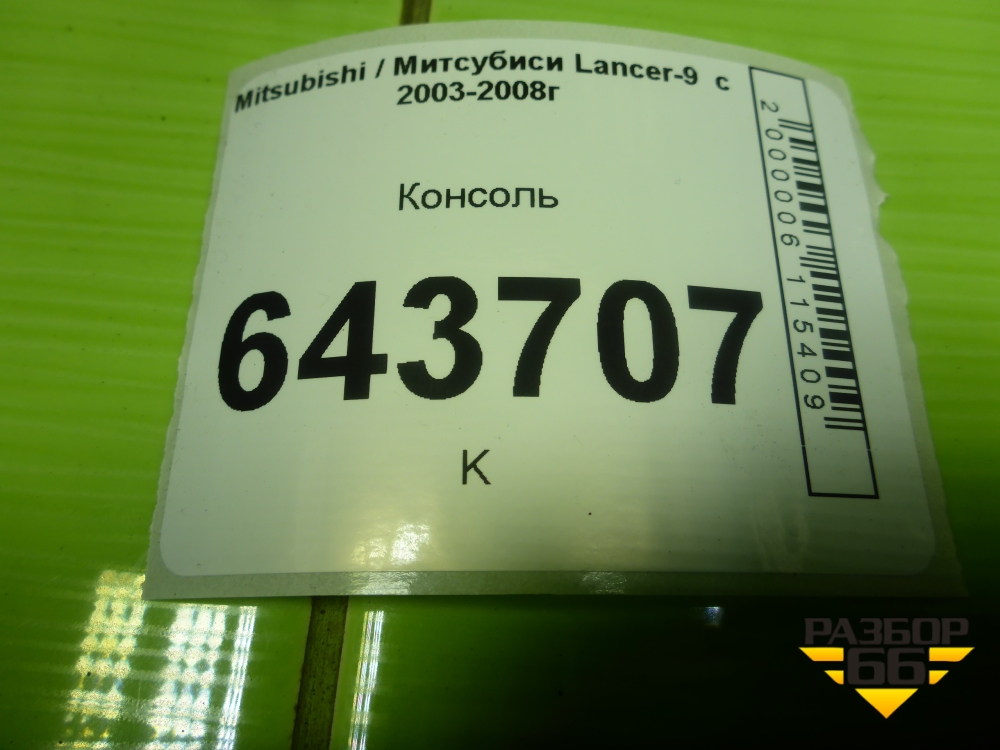 Mitsubishi / Митсубиси Lancer-9 с
2003-2008г
Консоль
643707
К
2000006115409
РАЗБОР
66